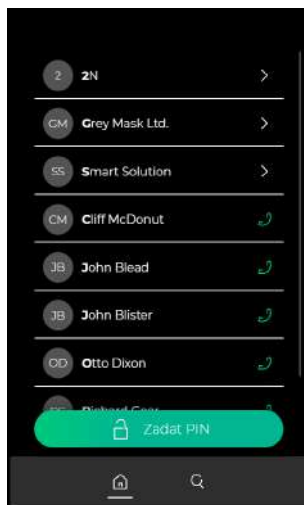 2 2N
GM Grey Mask Ltd.
SS Smart Solution
CM Cliff McDonut
JB John Blead
JB John Blister
OD Otto Dixon
Zadat PIN